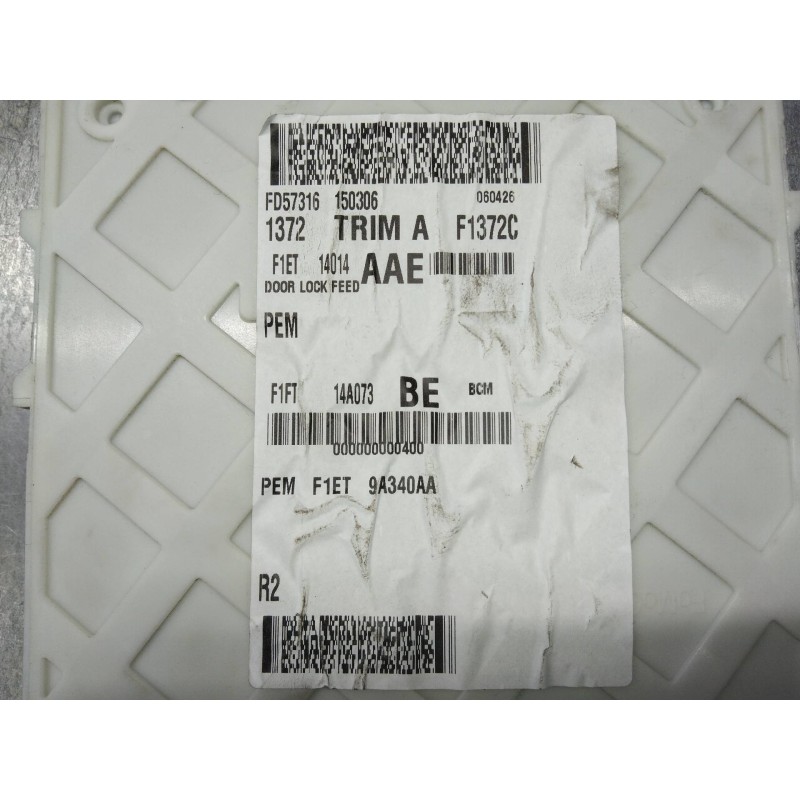 FD57316 150306 060426
1372 TRIM A F1372C
F1ET 14014 AAE
DOOR LOCK FEED
PEM
F1FT 14A073 BE BCM
000000000400
PEM F1ET 9A340AA
R2